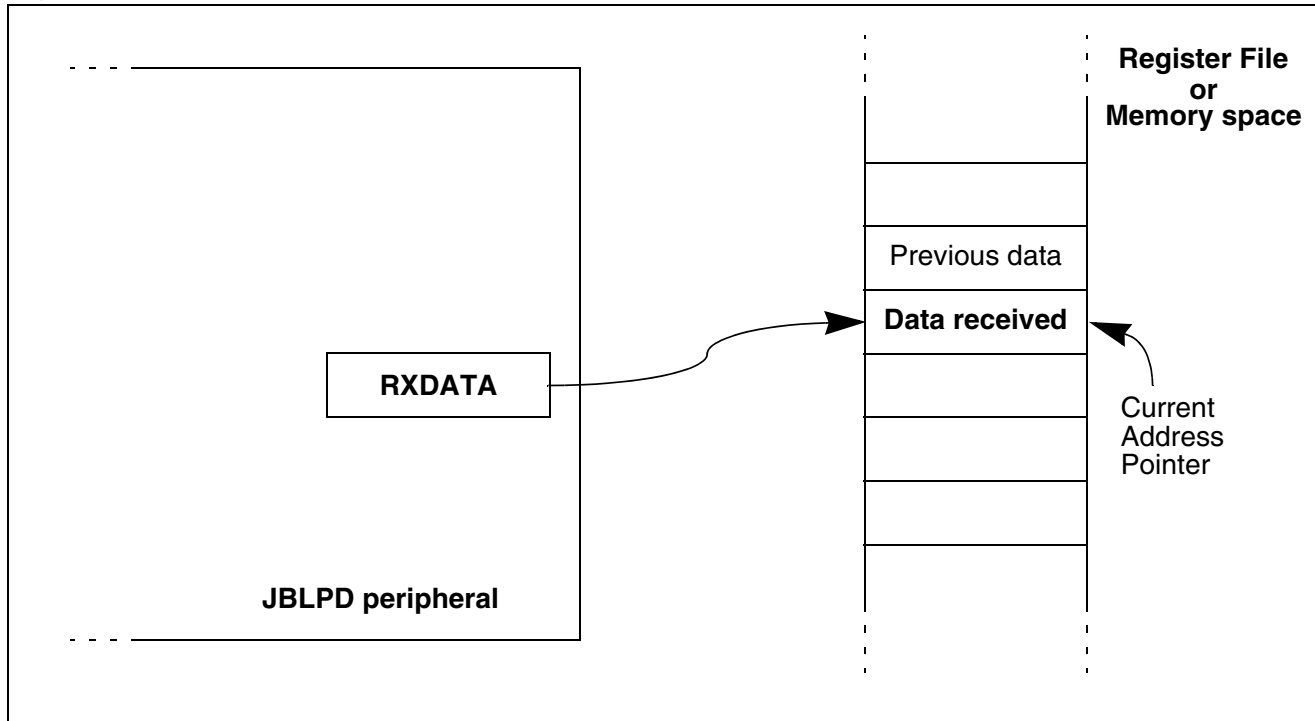 Register File
or
Memory space
Previous data
Data received
RXDATA
Current
Address
Pointer
JBLPD peripheral